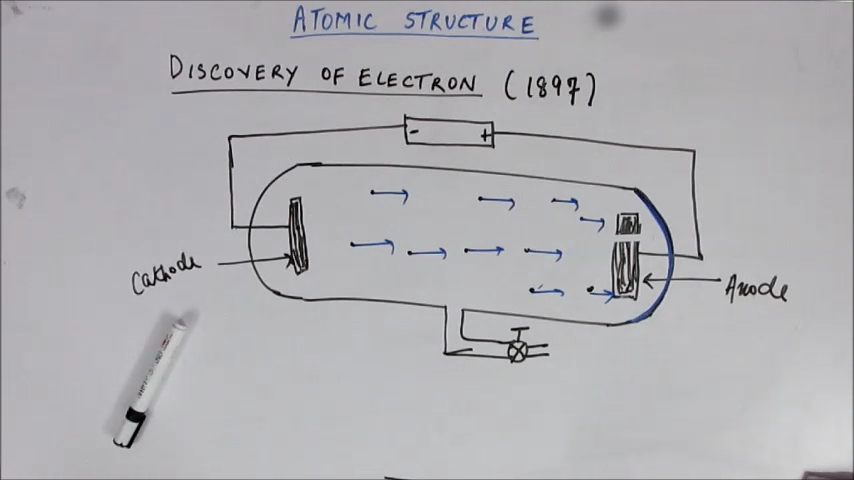 ATOMIC STRUCTURE
DISCOVERY OF ELECTRON (1897)
- +
Cathode
Anode